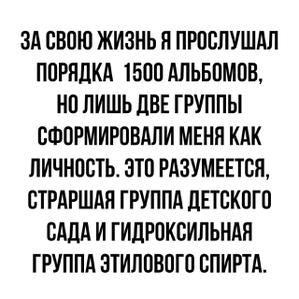 ЗА СВОЮ ЖИЗНЬ Я ПРОСЛУШАЛ
ПОРЯДКА 1500 АЛЬБОМОВ,
НО ЛИШЬ ДВЕ ГРУППЫ
СФОРМИРОВАЛИ МЕНЯ КАК
ЛИЧНОСТЬ. ЭТО РАЗУМЕЕТСЯ,
СТРАРШАЯ ГРУППА ДЕТСКОГО
САДА И ГИДРОКСИЛЬНАЯ
ГРУППА ЭТИЛОВОГО СПИРТА.